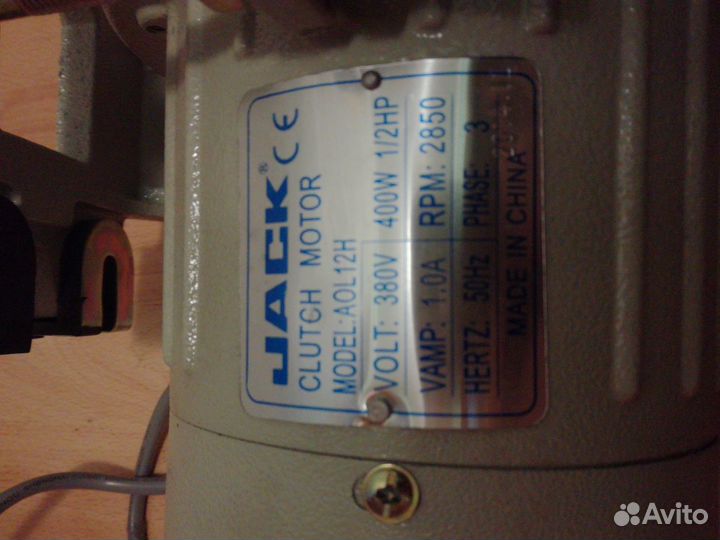 JACK® CE
CLUTCH MOTOR
MODEL:AOL12H
VOLT: 380V 400W 1/2HP
VAMP: 1.0A RPM: 2850
HERTZ: 50Hz PHASE: 3
MADE IN CHINA
Avito